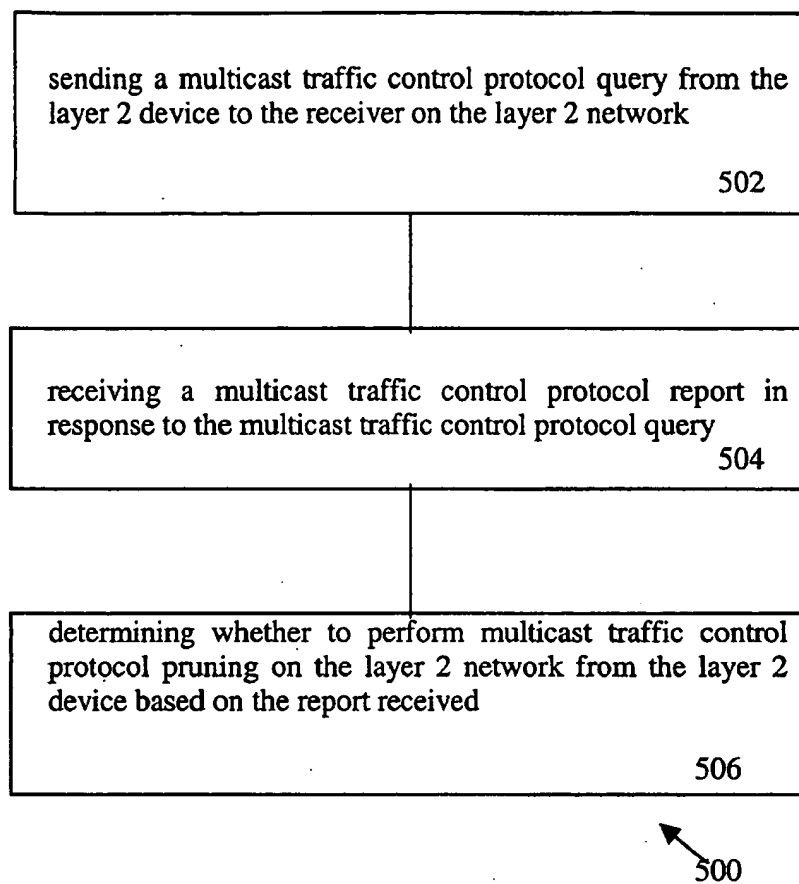 sending a multicast traffic control protocol query from the
layer 2 device to the receiver on the layer 2 network
502
receiving a multicast traffic control protocol report in
response to the multicast traffic control protocol query
504
determining whether to perform multicast traffic control
protocol pruning on the layer 2 network from the layer 2
device based on the report received
506
500